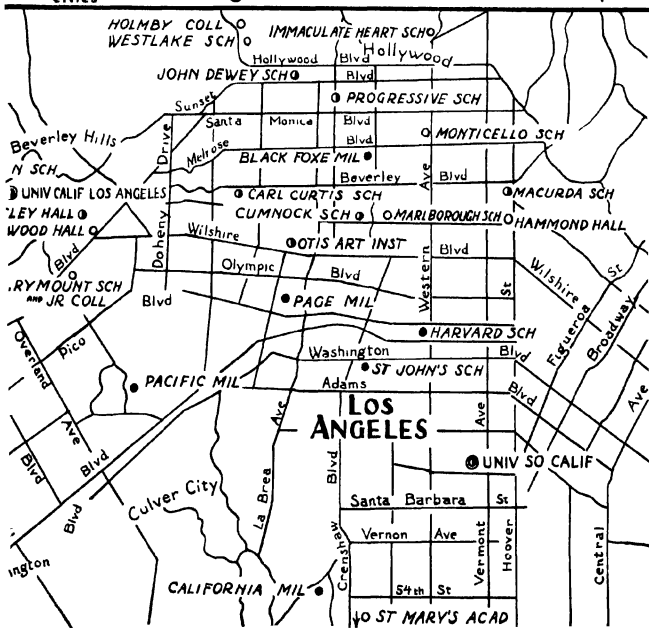 HOLMBY COLL
WESTLAKE SCH
IMMACULATE HEART SCH
Hollywood
Hollywood Blvd
JOHN DEWEY SCH
Blvd
Sunset
PROGRESSIVE SCH
Santa Monica Blvd
Beverley Hills
Drive
Melrose
Blvd
MONTICELLO SCH
BLACK FOXE MIL
N SCH
Beverley Blvd
Ave
UNIV CALIF LOS ANGELES
CARL CURTIS SCH
MACURDA SCH
LEY HALL
CUMNOCK SCH
MARLBOROUGH SCH
HAMMOND HALL
WOOD HALL
Doheny
Wilshire
OTIS ART INST
Blvd
Blvd
Olympic Blvd
Western
Wilshire
St
RYMOUNT SCH
AND JR COLL
Blvd
PAGE MIL
St
Figueroa
Broadway
HARVARD SCH
Overland
Pico
Washington
Blvd
PACIFIC MIL
ST JOHN'S SCH
Adams
Blvd
Ave
Ave
LOS
ANGELES
Ave
Ave
Blvd
Blvd
Blvd
UNIV SO CALIF
Culver City
La Brea
Santa Barbara St
Blvd
Vernon Ave
Crenshaw
Vermont
Hoover
Central
ington
CALIFORNIA MIL
54th St
ST MARY'S ACAD